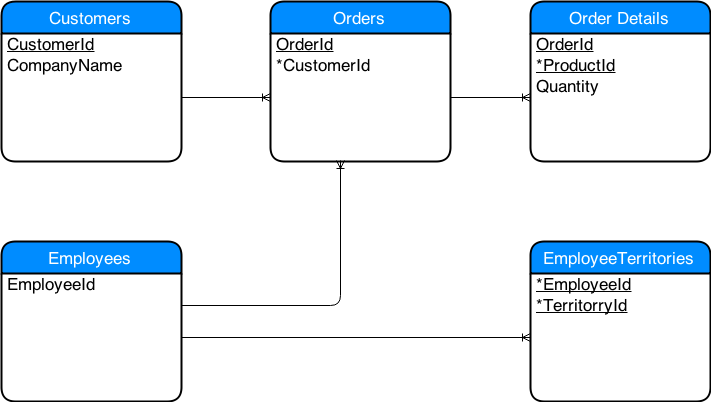 Customers
CustomerId
CompanyName
Orders
OrderId
*CustomerId
Order Details
OrderId
*ProductId
Quantity
Employees
EmployeeId
EmployeeTerritories
*EmployeeId
*TerritorryId